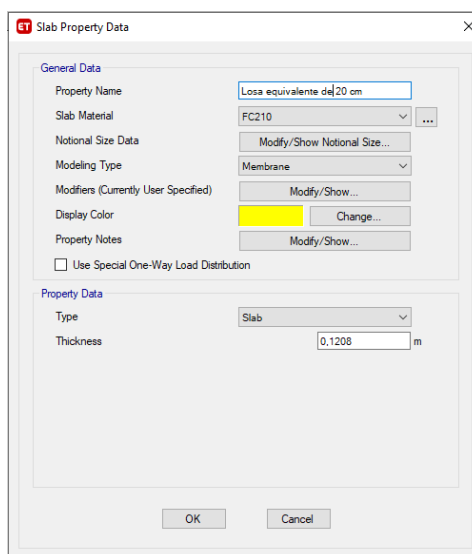 ET Slab Property Data
General Data
Property Name Losa equivalente de 20 cm
Slab Material FC210 ...
Notional Size Data Modify/Show Notional Size...
Modeling Type Membrane
Modifiers (Currently User Specified) Modify/Show...
Display Color Change...
Property Notes Modify/Show...
Use Special One-Way Load Distribution
Property Data
Type Slab
Thickness 0,1208 m
OK Cancel